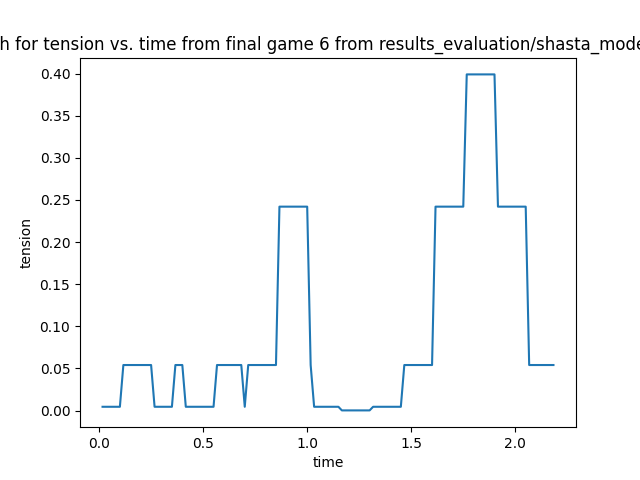 h for tension vs. time from final game 6 from results_evaluation/shasta_mode
0.40
0.35
0.30
0.25
0.20
0.15
0.10
0.05
0.00
tension
0.0 0.5 1.0 1.5 2.0
time